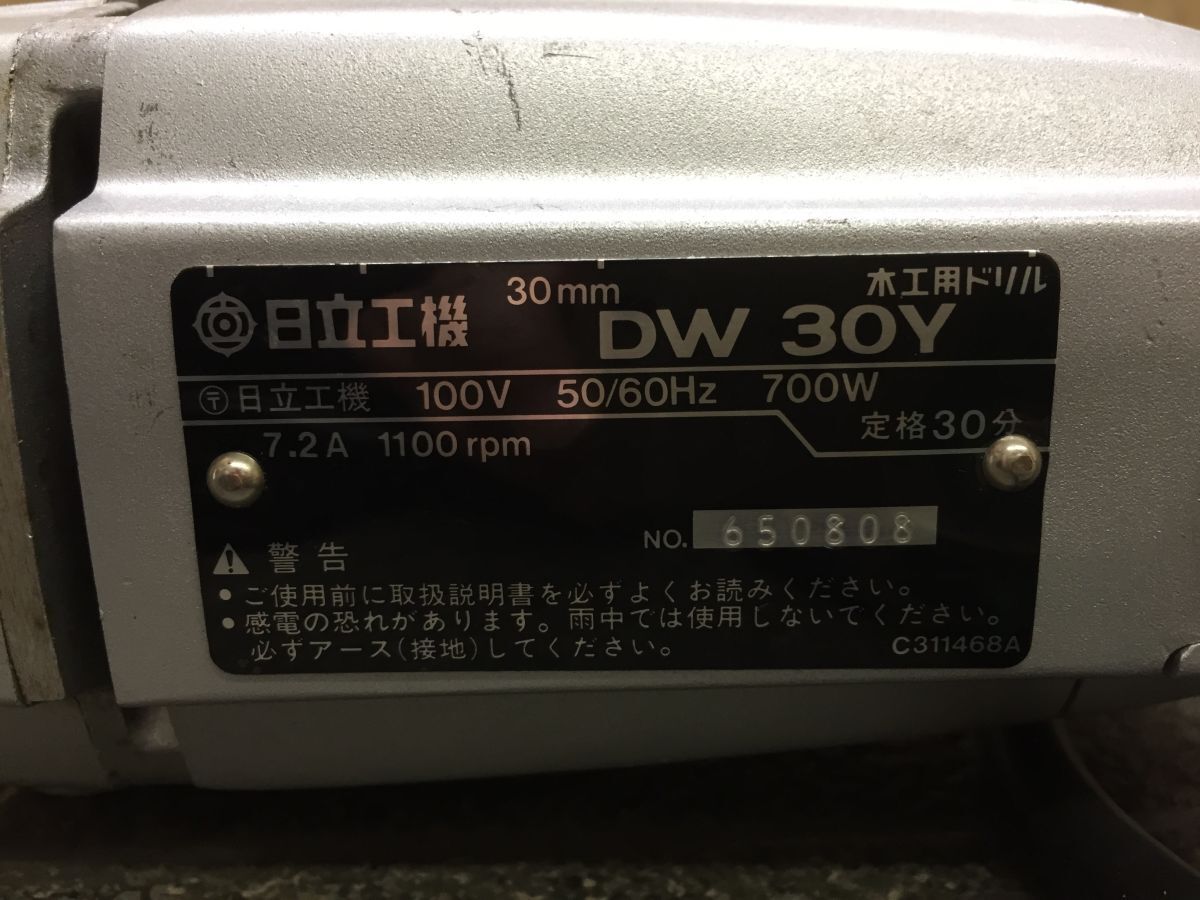 日立工機 30mm DW 30Y 木工用ドリル
〒 日立工機 100V 50/60Hz 700W
7.2A 1100rpm 定格30分
NO. 650808
警告
• ご使用前に取扱説明書を必ずよくお読みください。
• 感電の恐れがあります。雨中では使用しないでください。
必ずアース(接地)してください。
C311468A